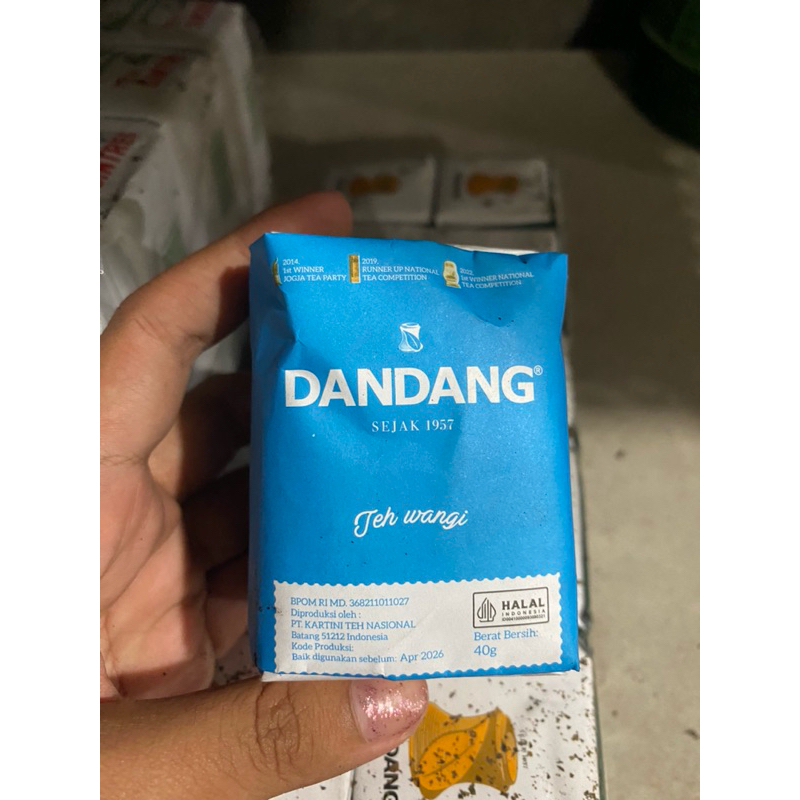 2014.
1st WINNER
JOGJA TEA PARTY
2019.
RUNNER UP NATIONAL
TEA COMPETITION
1st WINNER NATIONAL
TEA COMPETITION
DANDANG®
SEJAK 1957
Teh wangi
BPOM RI MD. 368211011027
Diproduksi oleh :
PT. KARTINI TEH NASIONAL
Batang 51212 Indonesia
Kode Produksi:
Baik digunakan sebelum: Apr 2026
HALAL
INDONESIA
Berat Bersih:
40g